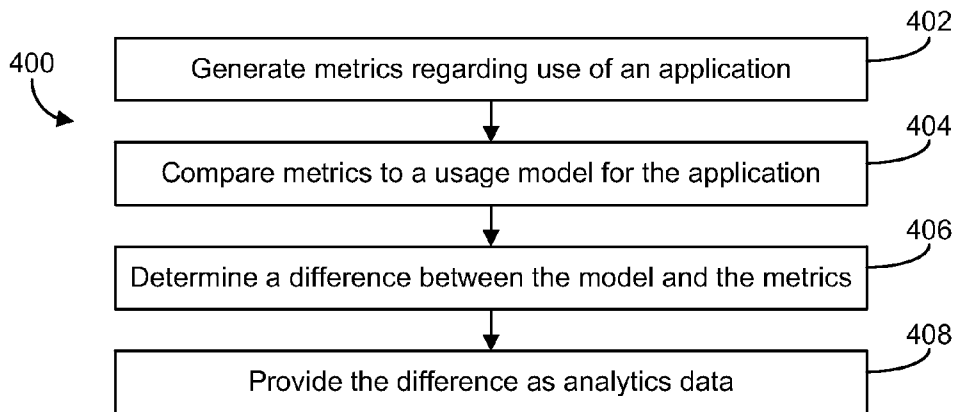 400
402
Generate metrics regarding use of an application
404
Compare metrics to a usage model for the application
406
Determine a difference between the model and the metrics
408
Provide the difference as analytics data